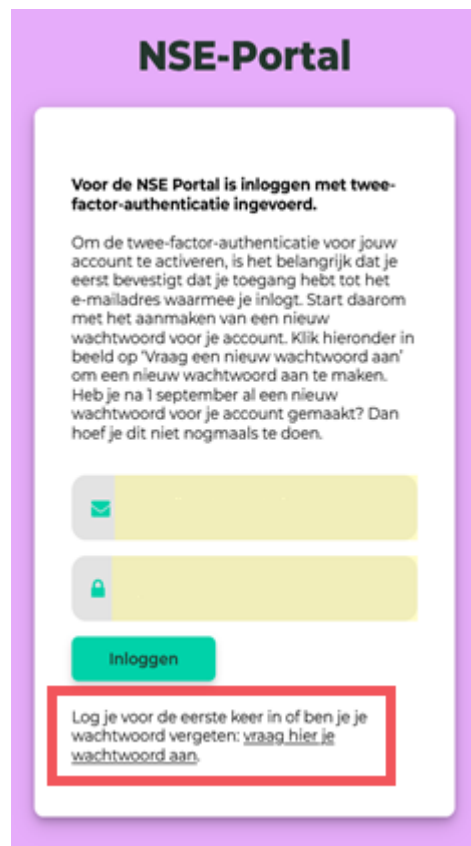 NSE-Portal
Voor de NSE Portal is inloggen met twee-
factor-authenticatie ingevoerd.
Om de twee-factor-authenticatie voor jouw
account te activeren, is het belangrijk dat je
eerst bevestigt dat je toegang hebt tot het
e-mailadres waarmee je inlogt. Start daarom
met het aanmaken van een nieuw
wachtwoord voor je account. Klik hieronder in
beeld op 'Vraag een nieuw wachtwoord aan'
om een nieuw wachtwoord aan te maken.
Heb je na 1 september al een nieuw
wachtwoord voor je account gemaakt? Dan
hoef je dit niet nogmaals te doen.
Inloggen
Log je voor de eerste keer in of ben je je
wachtwoord vergeten: vraag hier je
wachtwoord aan.